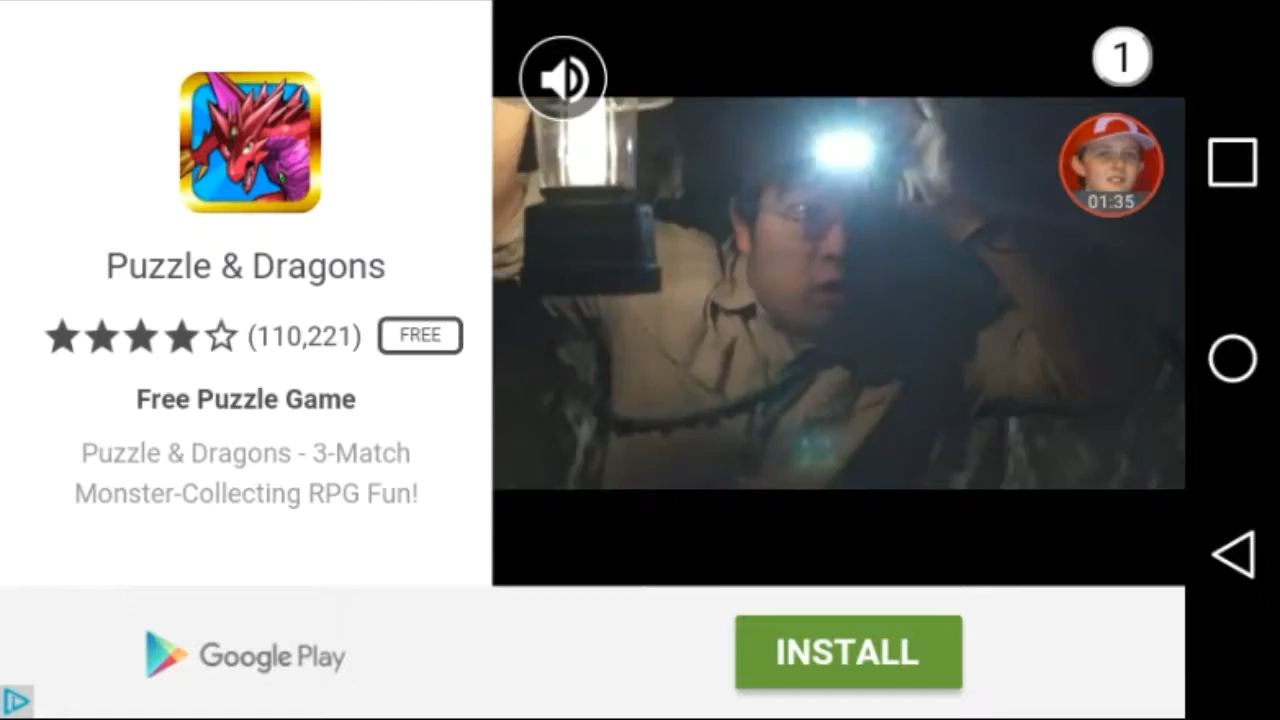 1
01:35
Puzzle & Dragons
(110,221) FREE
Free Puzzle Game
Puzzle & Dragons - 3-Match
Monster-Collecting RPG Fun!
Google Play
INSTALL